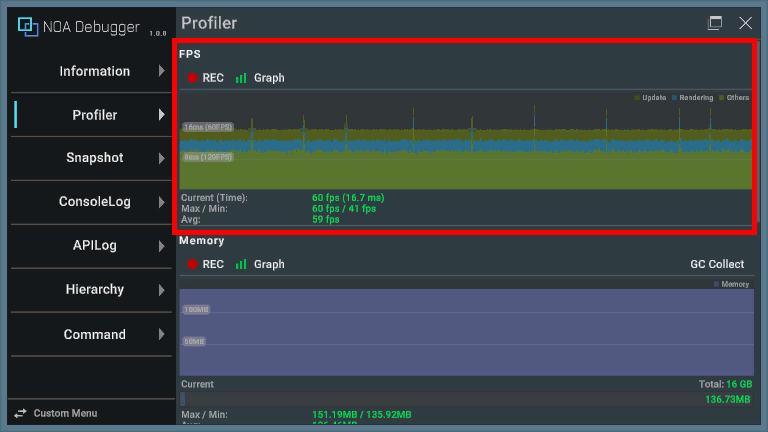 NOA Debugger 1.0.0
Information
Profiler
Snapshot
ConsoleLog
APILog
Hierarchy
Command
Custom Menu
Profiler
FPS
REC Graph
Update Rendering Others
16ms (60FPS)
8ms (120FPS)
Current (Time): 60 fps (16.7 ms)
Max / Min: 60 fps / 41 fps
Avg: 59 fps
Memory
REC Graph GC Collect
Memory
100MB
50MB
Current Total: 16 GB
136.73MB
Max / Min: 151.19MB / 135.92MB